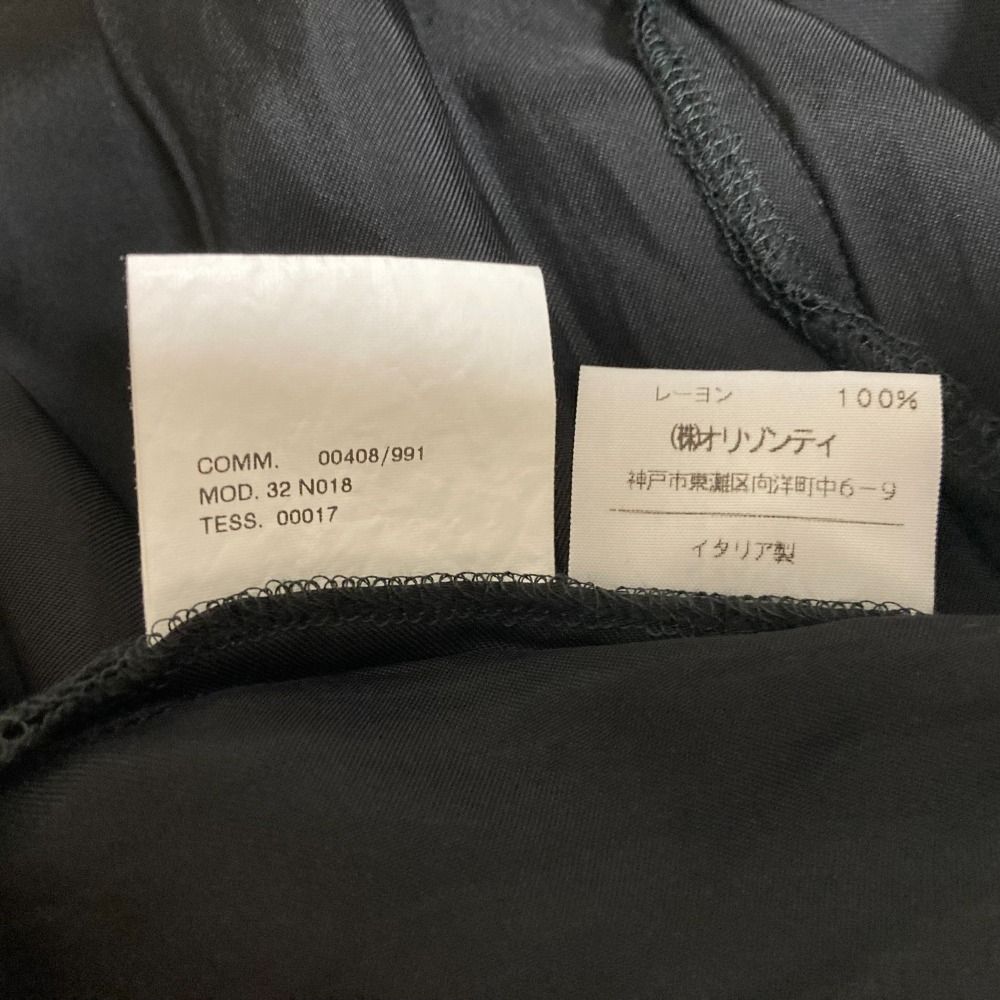 COMM. 00408/991
MOD. 32 N018
TESS. 00017
レーヨン 100%
(株)オリゾンティ
神戸市東灘区向洋町中6-9
イタリア製